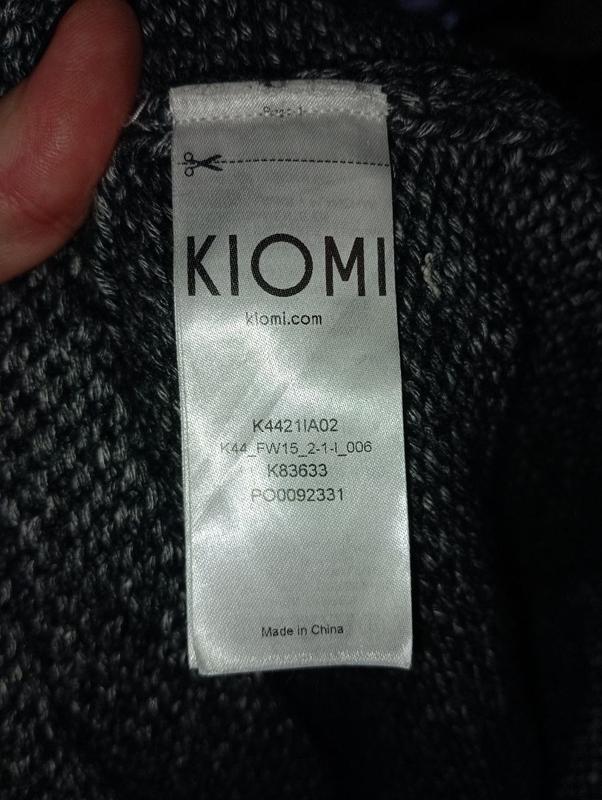 KIOMI
kiomi.com
K4421IA02
K44_FW15_2-1-I_006
K83633
PO0092331
Made in China